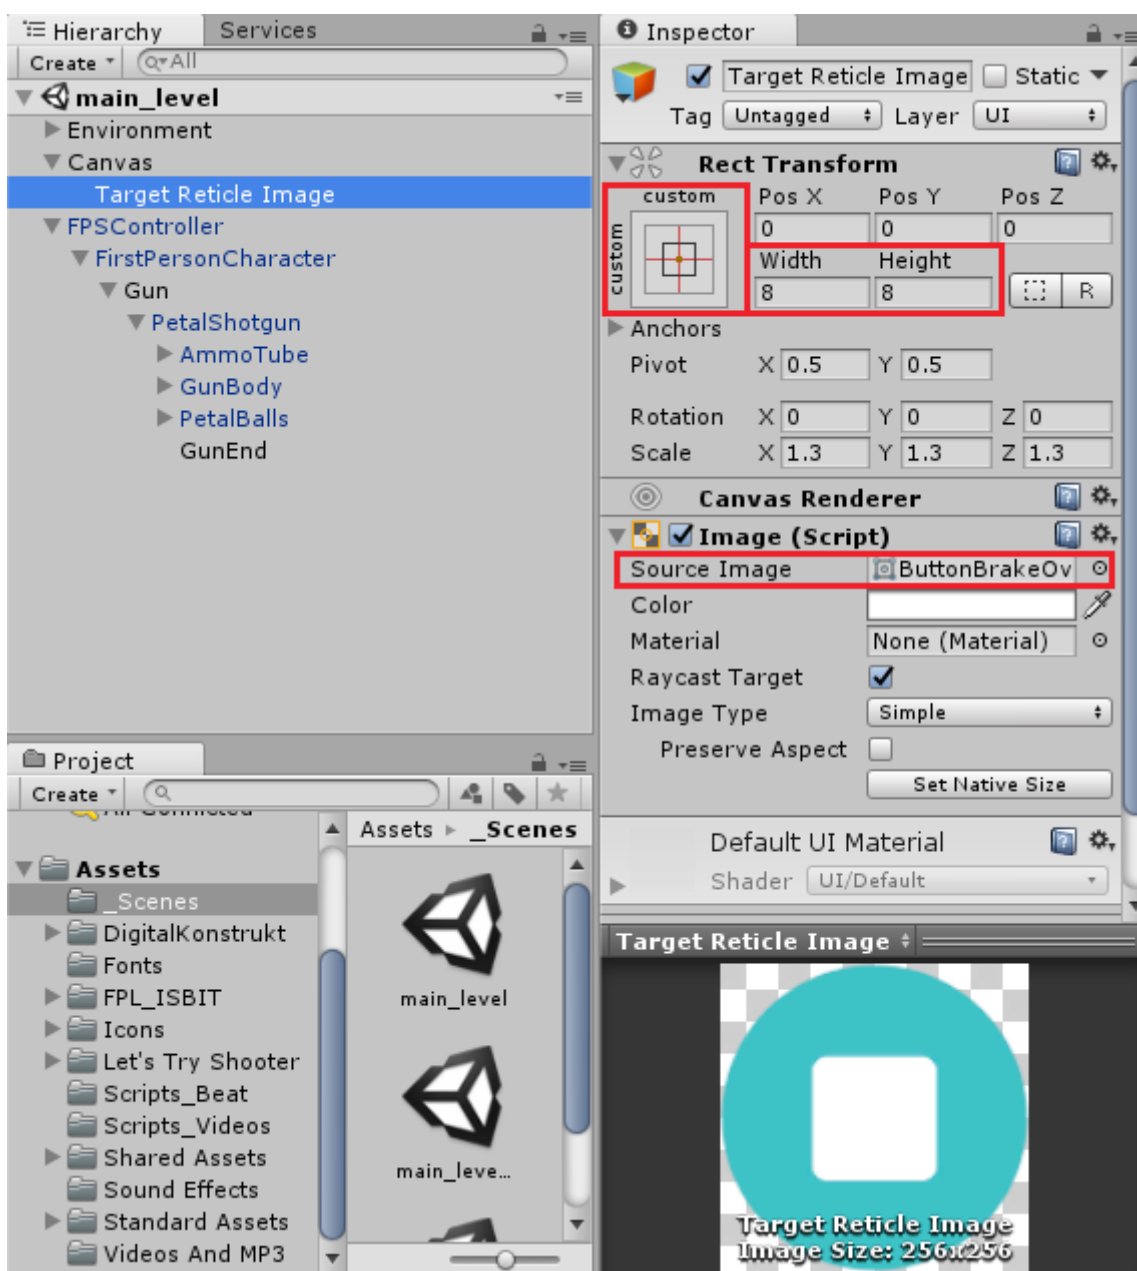 Hierarchy
Services
Create
All
main_level
Environment
Canvas
Target Reticle Image
FPSController
FirstPersonCharacter
Gun
PetalShotgun
AmmoTube
GunBody
PetalBalls
GunEnd
Project
Create
All Connected
Assets
_Scenes
DigitalKonstrukt
Fonts
FPL_ISBIT
Icons
Let's Try Shooter
Scripts_Beat
Scripts_Videos
Shared Assets
Sound Effects
Standard Assets
Videos And MP3
Assets _Scenes
main_level
main_leve...
Inspector
Target Reticle Image Static
Tag Untagged Layer UI
Rect Transform
custom Pos X Pos Y Pos Z
custom
0 0 0
Width Height
8 8 R
Anchors
Pivot X 0.5 Y 0.5
Rotation X 0 Y 0 Z 0
Scale X 1.3 Y 1.3 Z 1.3
Canvas Renderer
Image (Script)
Source Image ButtonBrakeOv
Color
Material None (Material)
Raycast Target
Image Type Simple
Preserve Aspect
Set Native Size
Default UI Material
Shader UI/Default
Target Reticle Image
Target Reticle Image
Image Size: 256x256